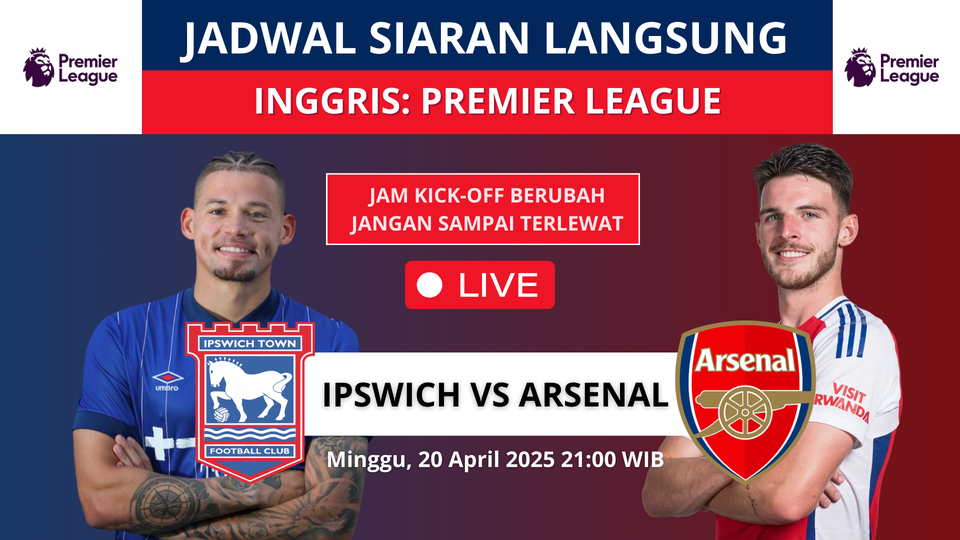 JADWAL SIARAN LANGSUNG
Premier
League
Premier
League
INGGRIS: PREMIER LEAGUE
JAM KICK-OFF BERUBAH
JANGAN SAMPAI TERLEWAT
LIVE
IPSWICH TOWN
FOOTBALL CLUB
umbro
IPSWICH VS ARSENAL
Arsenal
VISIT
RWANDA
Minggu, 20 April 2025 21:00 WIB